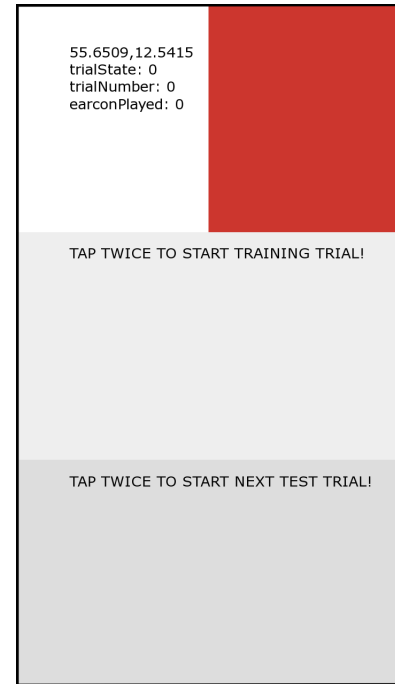 55.6509,12.5415
trialState: 0
trialNumber: 0
earconPlayed: 0
TAP TWICE TO START TRAINING TRIAL!
TAP TWICE TO START NEXT TEST TRIAL!